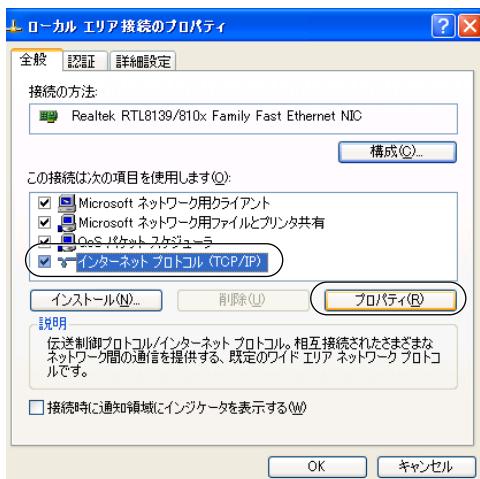 ローカル エリア接続のプロパティ
全般 認証 詳細設定
接続の方法:
Realtek RTL8139/810x Family Fast Ethernet NIC
構成(C)...
この接続は次の項目を使用します(O):
Microsoft ネットワーク用クライアント
Microsoft ネットワーク用ファイルとプリンタ共有
QoS パケット スケジューラ
インターネット プロトコル (TCP/IP)
インストール(N)... 削除(U) プロパティ(R)
説明
伝送制御プロトコル/インターネット プロトコル。相互接続されたさまざまな
ネットワーク間の通信を提供する、既定のワイド エリア ネットワーク プロトコ
ルです。
接続時に通知領域にインジケータを表示する(W)
OK キャンセル